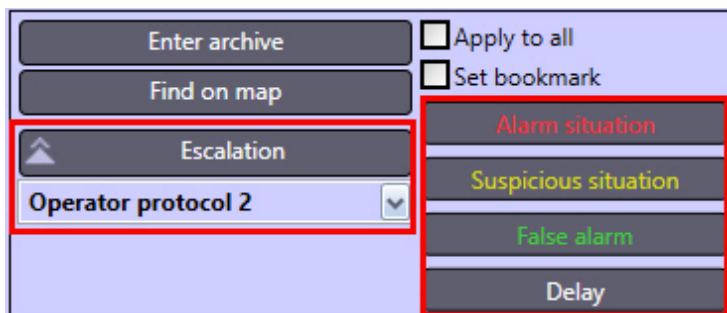 Enter archive
Find on map
Escalation
Operator protocol 2
Apply to all
Set bookmark
Alarm situation
Suspicious situation
False alarm
Delay